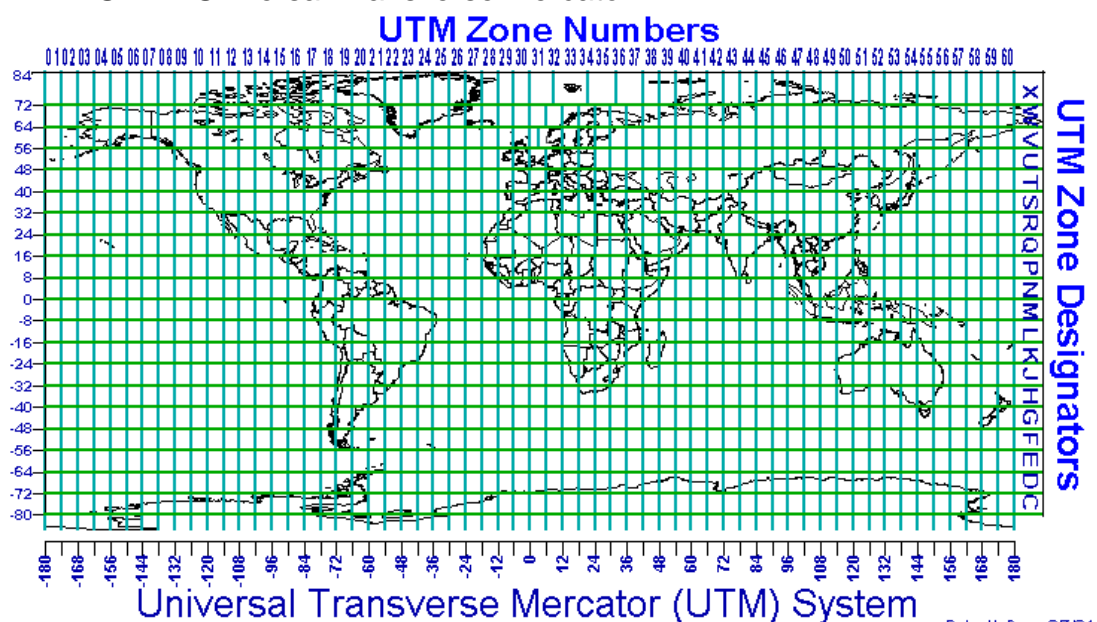 UTM Zone Numbers
01 02 03 04 05 06 07 08 09 10 11 12 13 14 15 16 17 18 19 20 21 22 23 24 25 26 27 28 29 30 31 32 33 34 35 36 37 38 39 40 41 42 43 44 45 46 47 48 49 50 51 52 53 54 55 56 57 58 59 60
84
72
64
56
48
40
32
24
16
8
0
-8
-16
-24
-32
-40
-48
-56
-64
-72
-80
X
W
V
U
T
S
R
Q
P
N
M
L
K
J
H
G
F
E
D
C
UTM Zone Designators
-180 -168 -156 -144 -132 -120 -108 -96 -84 -72 -60 -48 -36 -24 -12 0 12 24 36 48 60 72 84 96 108 120 132 144 156 168 180
Universal Transverse Mercator (UTM) System